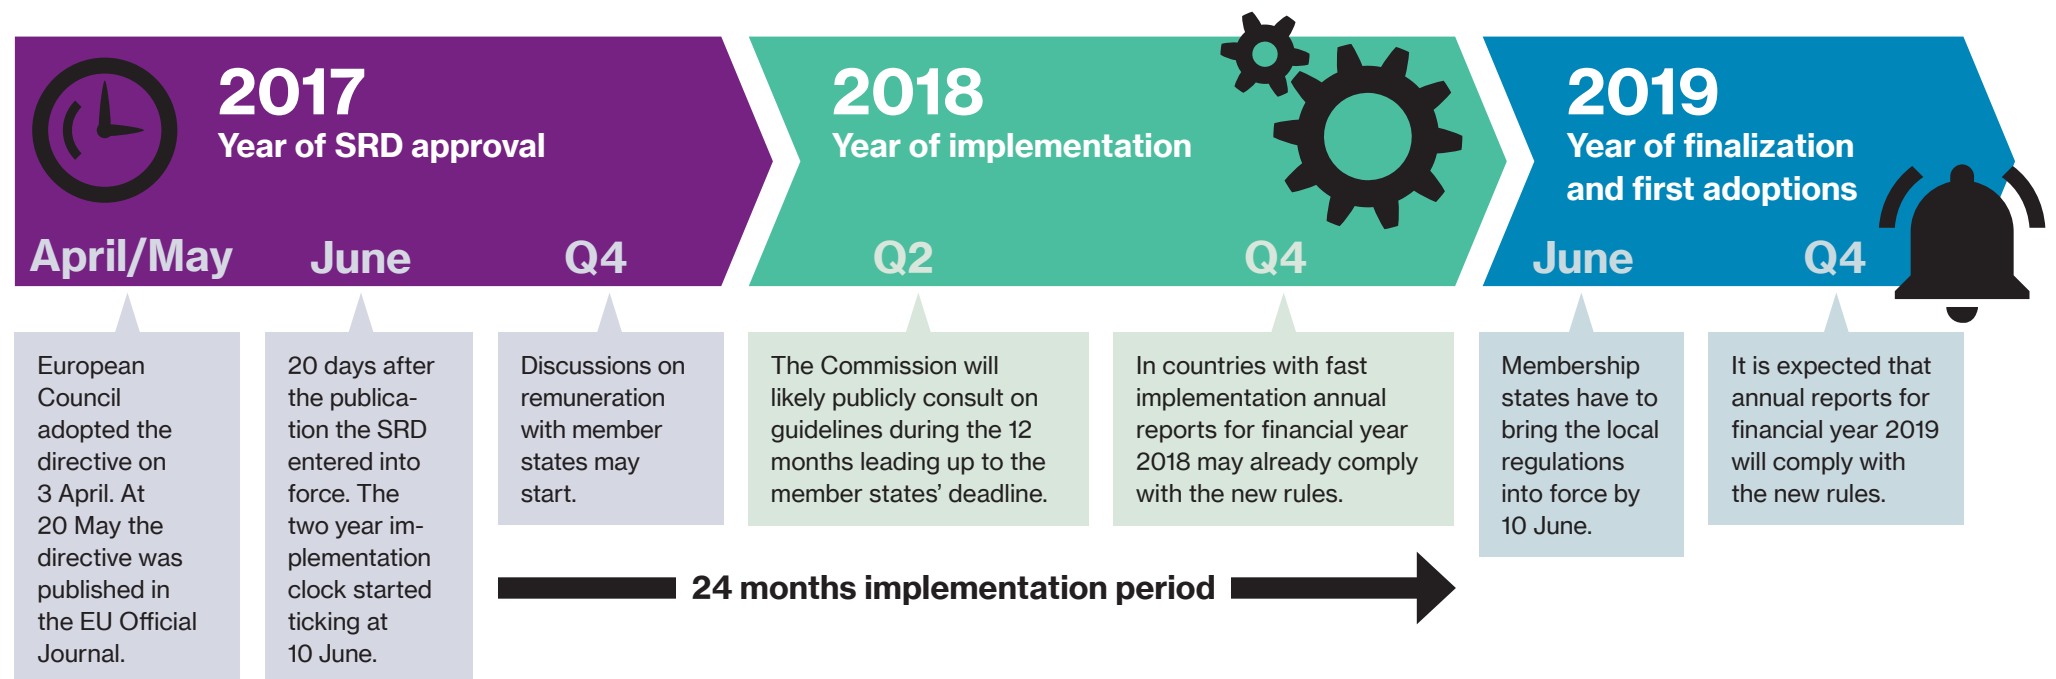 2017
Year of SRD approval
April/May
June
Q4
European
Council
adopted the
directive on
3 April. At
20 May the
directive was
published in
the EU Official
Journal.
20 days after
the publica-
tion the SRD
entered into
force. The
two year im-
plementation
clock started
ticking at
10 June.
Discussions on
remuneration
with member
states may
start.
2018
Year of implementation
Q2
Q4
The Commission will
likely publicly consult on
guidelines during the 12
months leading up to the
member states’ deadline.
In countries with fast
implementation annual
reports for financial year
2018 may already comply
with the new rules.
24 months implementation period
2019
Year of finalization
and first adoptions
June
Q4
Membership
states have to
bring the local
regulations
into force by
10 June.
It is expected that
annual reports for
financial year 2019
will comply with
the new rules.